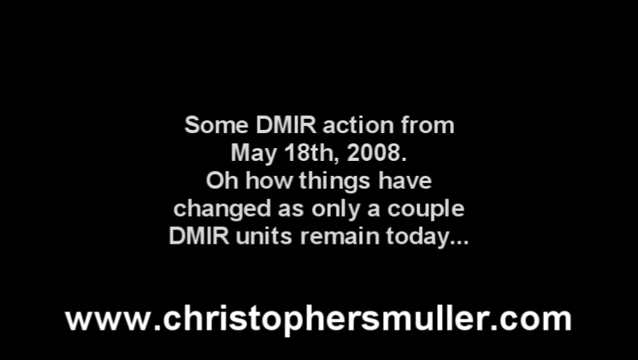 Some DMIR action from
May 18th, 2008.
Oh how things have
changed as only a couple
DMIR units remain today...
www.christophersmuller.com